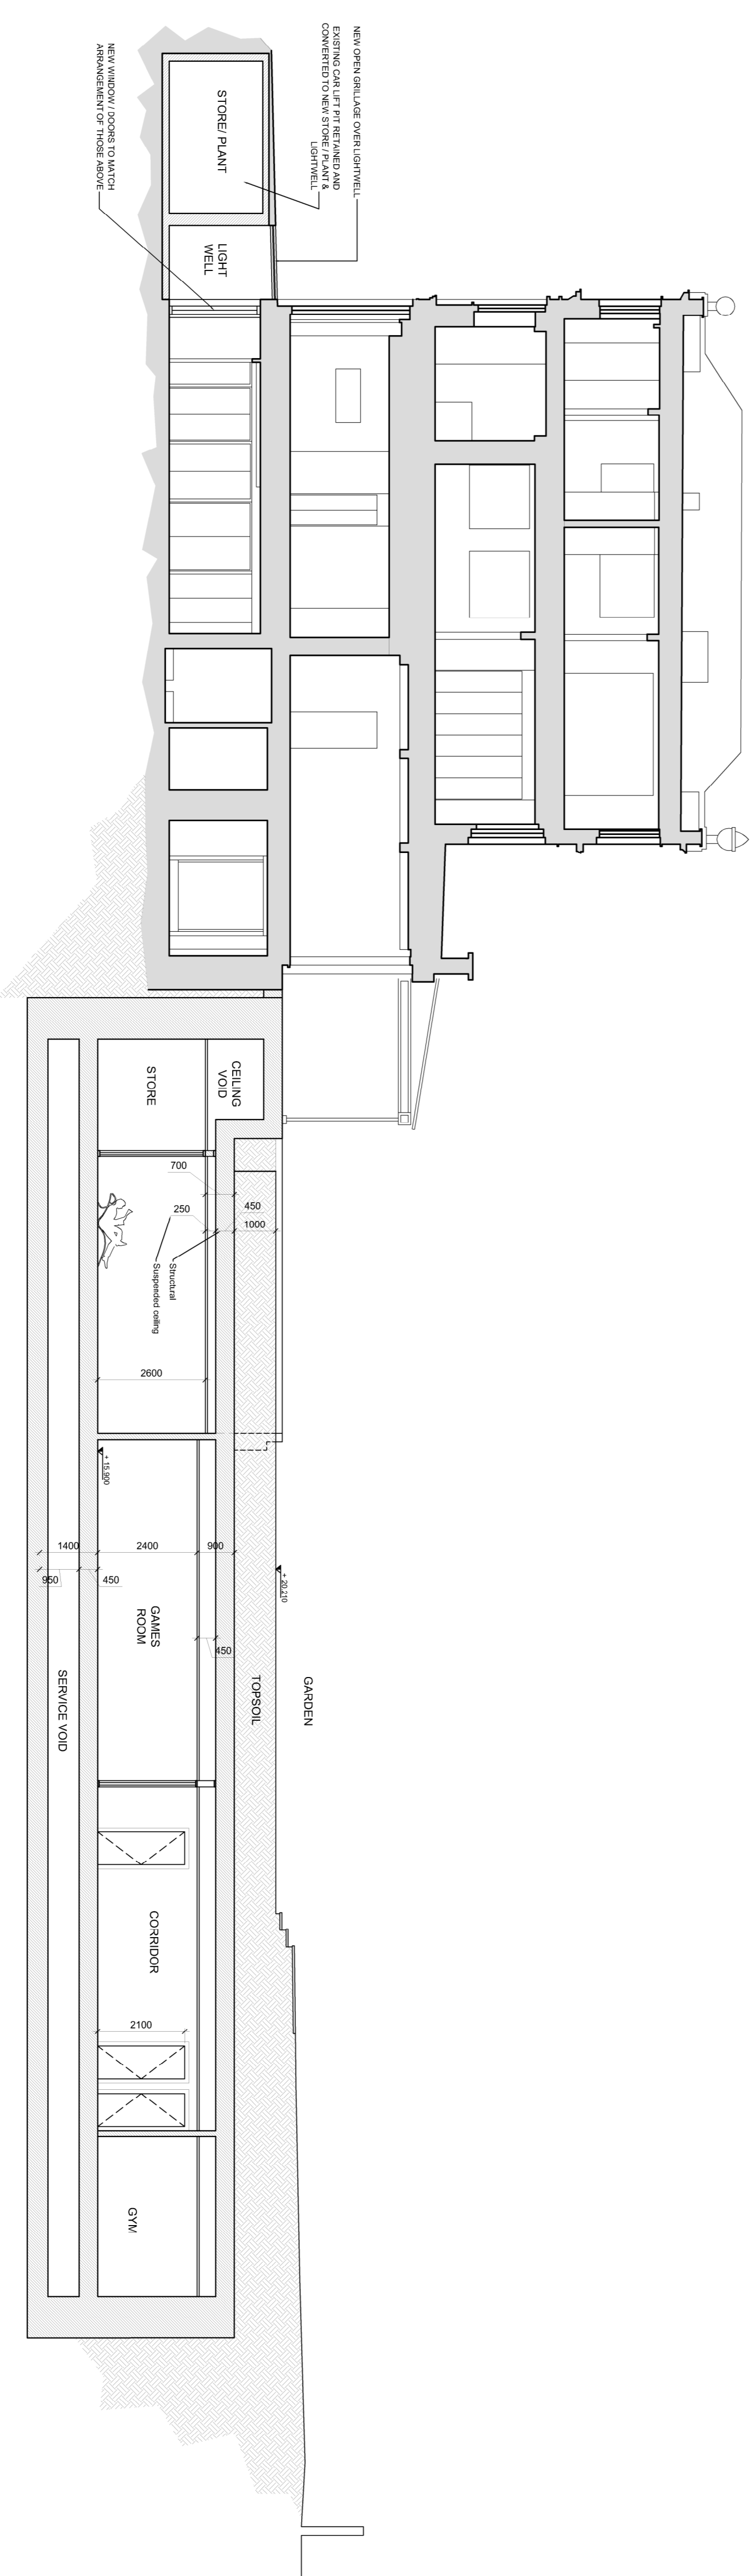 NEW OPEN GRILLAGE OVER LIGHTWELL
EXISTING CAR LIFT PIT RETAINED AND
CONVERTED TO NEW STORE / PLANT &
LIGHTWELL
STORE/ PLANT
NEW WINDOW / DOORS TO MATCH
ARRANGEMENT OF THOSE ABOVE
LIGHT
WELL
CEILING
VOID
STORE
700
250
450
1000
Structural
Suspended ceiling
2600
+ 15.900
+ 20.210
1400
2400
900
950
450
450
GAMES
ROOM
GARDEN
TOPSOIL
SERVICE VOID
CORRIDOR
2100
GYM